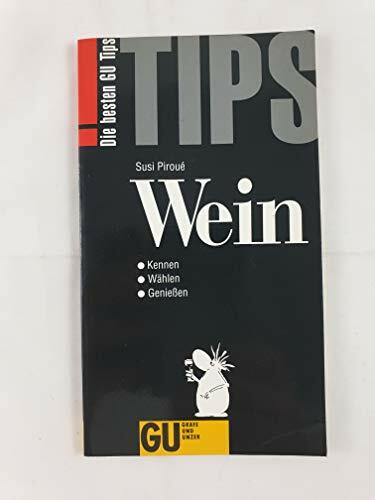 Die besten GU Tips
TIPS
Susi Piroué
Wein
● Kennen
● Wählen
● Genießen
GU
GRÄFE
UND
UNZER